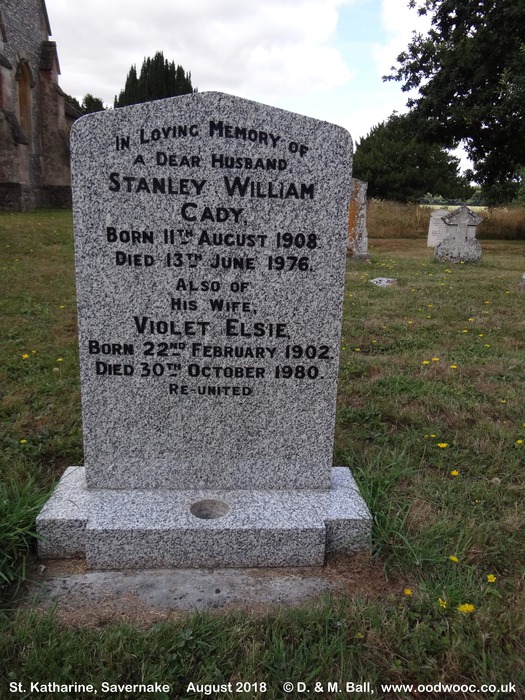 In Loving Memory of
a Dear Husband
Stanley William
Cady.
Born 11th August 1908.
Died 13th June 1976.
Also of
His Wife,
Violet Elsie,
Born 22nd February 1902.
Died 30th October 1980.
Re-united
St. Katharine, Savernake August 2018 © D. & M. Ball, www.oodwooc.co.uk